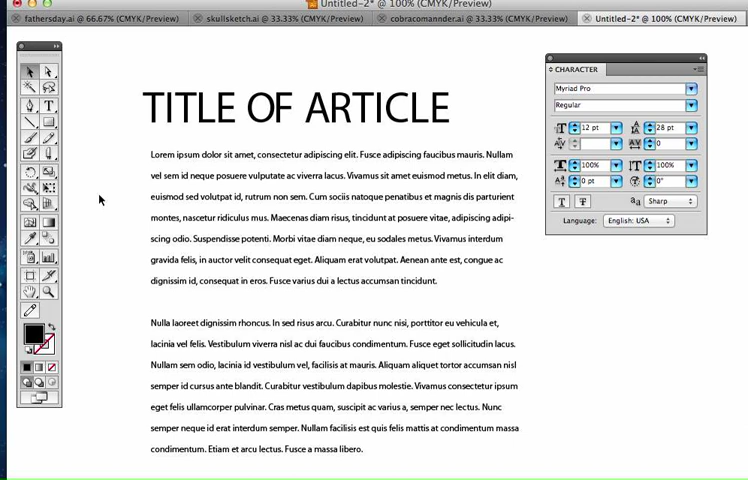 Untitled-2* @ 100% (CMYK/Preview)
fathersday.ai @ 66.67% (CMYK/Preview)
skullsketch.ai @ 33.33% (CMYK/Preview)
cobracomannder.ai @ 33.33% (CMYK/Preview)
Untitled-2* @ 100% (CMYK/Preview)
TITLE OF ARTICLE
Lorem ipsum dolor sit amet, consectetur adipiscing elit. Fusce adipiscing faucibus mauris. Nullam
vel sem id neque posuere vulputate ac viverra lacus. Vivamus sit amet euismod metus. In elit diam,
euismod sed volutpat id, rutrum non sem. Cum sociis natoque penatibus et magnis dis parturient
montes, nascetur ridiculus mus. Maecenas diam risus, tincidunt at posuere vitae, adipiscing adipi-
scing odio. Suspendisse potenti. Morbi vitae diam neque, eu sodales metus. Vivamus interdum
gravida felis, in auctor velit consequat eget. Aliquam erat volutpat. Aenean ante est, congue ac
dignissim id, consequat in eros. Fusce varius dui a lectus accumsan tincidunt.
Nulla laoreet dignissim rhoncus. In sed risus arcu. Curabitur nunc nisi, porttitor eu vehicula et,
lacinia vel felis. Vestibulum viverra nisl ac dui faucibus condimentum. Fusce eget sollicitudin lacus.
Nullam sem odio, lacinia id vestibulum vel, facilisis at mauris. Aliquam aliquet tortor accumsan nisl
semper id cursus ante blandit. Curabitur vestibulum dapibus molestie. Vivamus consectetur ipsum
eget felis ullamcorper pulvinar. Cras metus quam, suscipit ac varius a, semper nec lectus. Nunc
semper neque id erat interdum semper. Nullam facilisis est quis felis mattis at condimentum massa
condimentum. Etiam et arcu lectus. Fusce a massa libero.
CHARACTER
Myriad Pro
Regular
12 pt
28 pt
0
100%
100%
0 pt
0°
Sharp
Language: English: USA